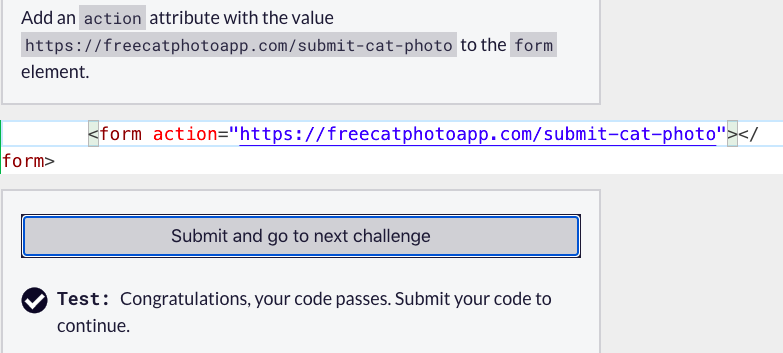 Add an action attribute with the value
https://freecatphotoapp.com/submit-cat-photo to the form
element.
<form action="https://freecatphotoapp.com/submit-cat-photo"></
form>
Submit and go to next challenge
Test: Congratulations, your code passes. Submit your code to
continue.